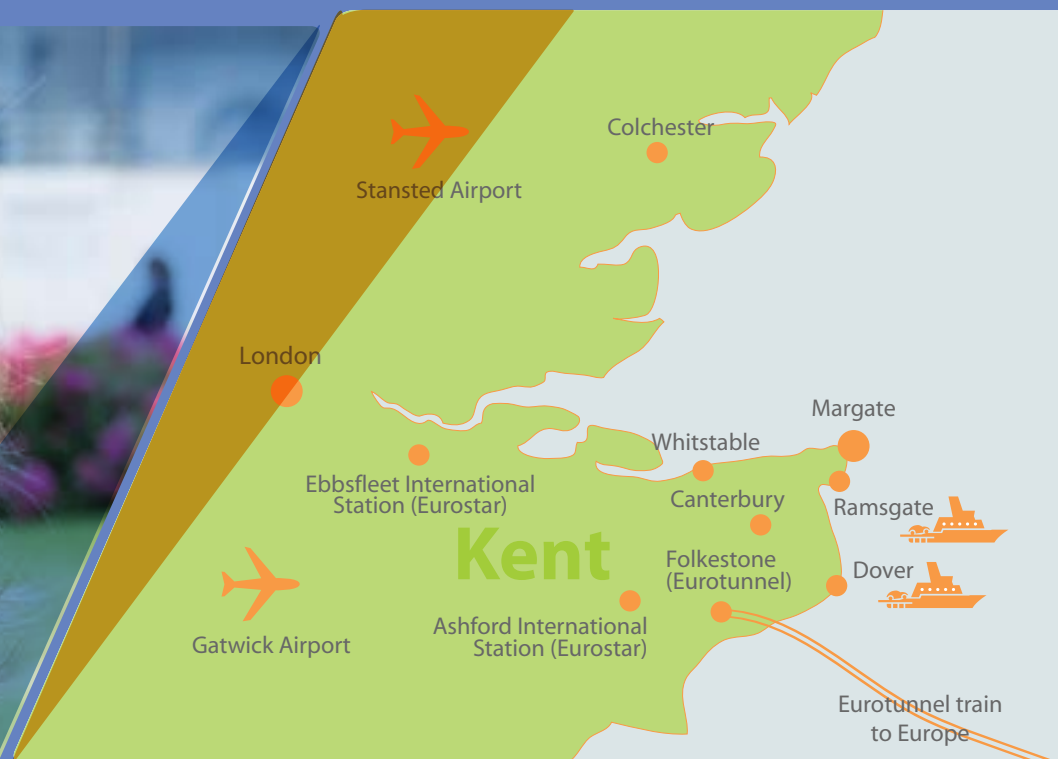 Colchester
Stansted Airport
London
Margate
Whitstable
Ebbsfleet International
Station (Eurostar)
Canterbury
Ramsgate
Kent
Folkestone
(Eurotunnel)
Dover
Ashford International
Station (Eurostar)
Gatwick Airport
Eurotunnel train
to Europe